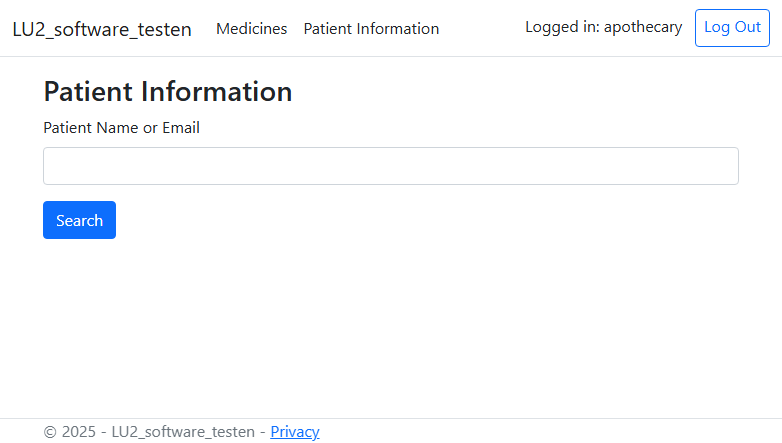 LU2_software_testen Medicines Patient Information Logged in: apothecary Log Out
Patient Information
Patient Name or Email
Search
© 2025 - LU2_software_testen - Privacy